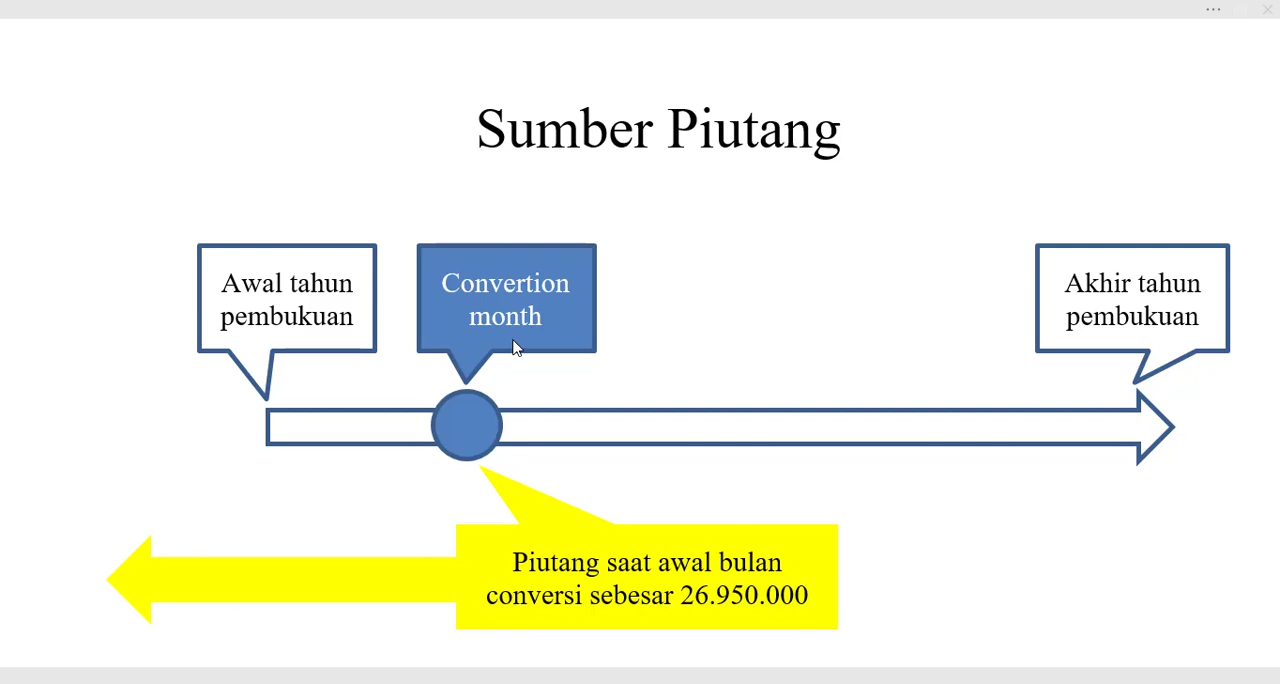 Sumber Piutang
Awal tahun
pembukuan
Convertion
month
Akhir tahun
pembukuan
Piutang saat awal bulan
conversi sebesar 26.950.000